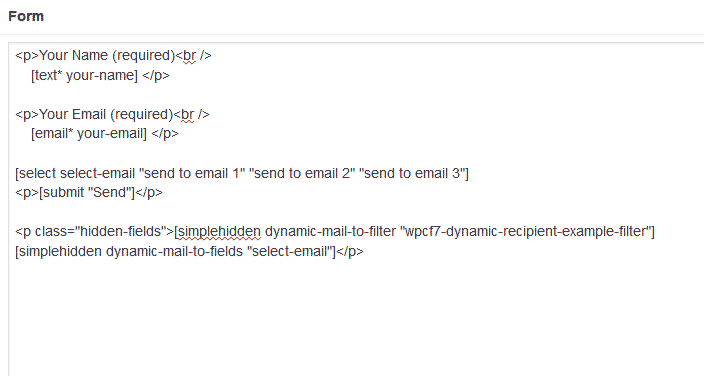 Form
<p>Your Name (required)<br />
[text* your-name] </p>
<p>Your Email (required)<br />
[email* your-email] </p>
[select select-email "send to email 1" "send to email 2" "send to email 3"]
<p>[submit "Send"]</p>
<p class="hidden-fields">[simplehidden dynamic-mail-to-filter "wpcf7-dynamic-recipient-example-filter"]
[simplehidden dynamic-mail-to-fields "select-email"]</p>